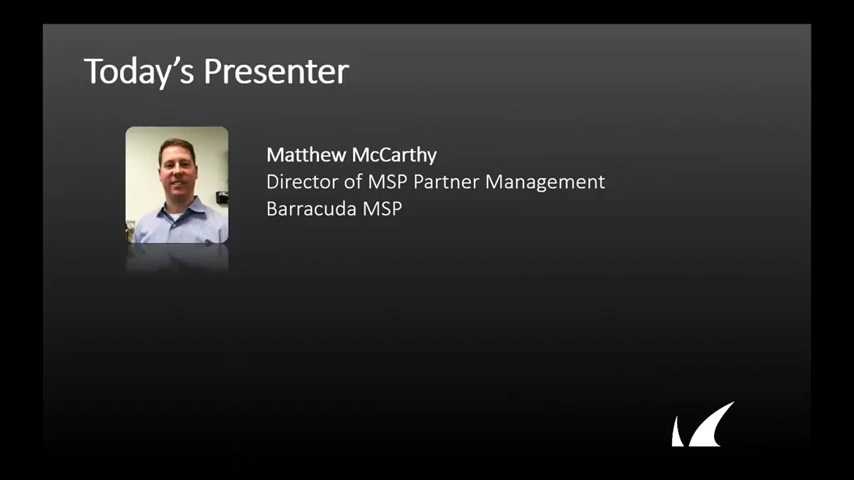 Today's Presenter
Matthew McCarthy
Director of MSP Partner Management
Barracuda MSP